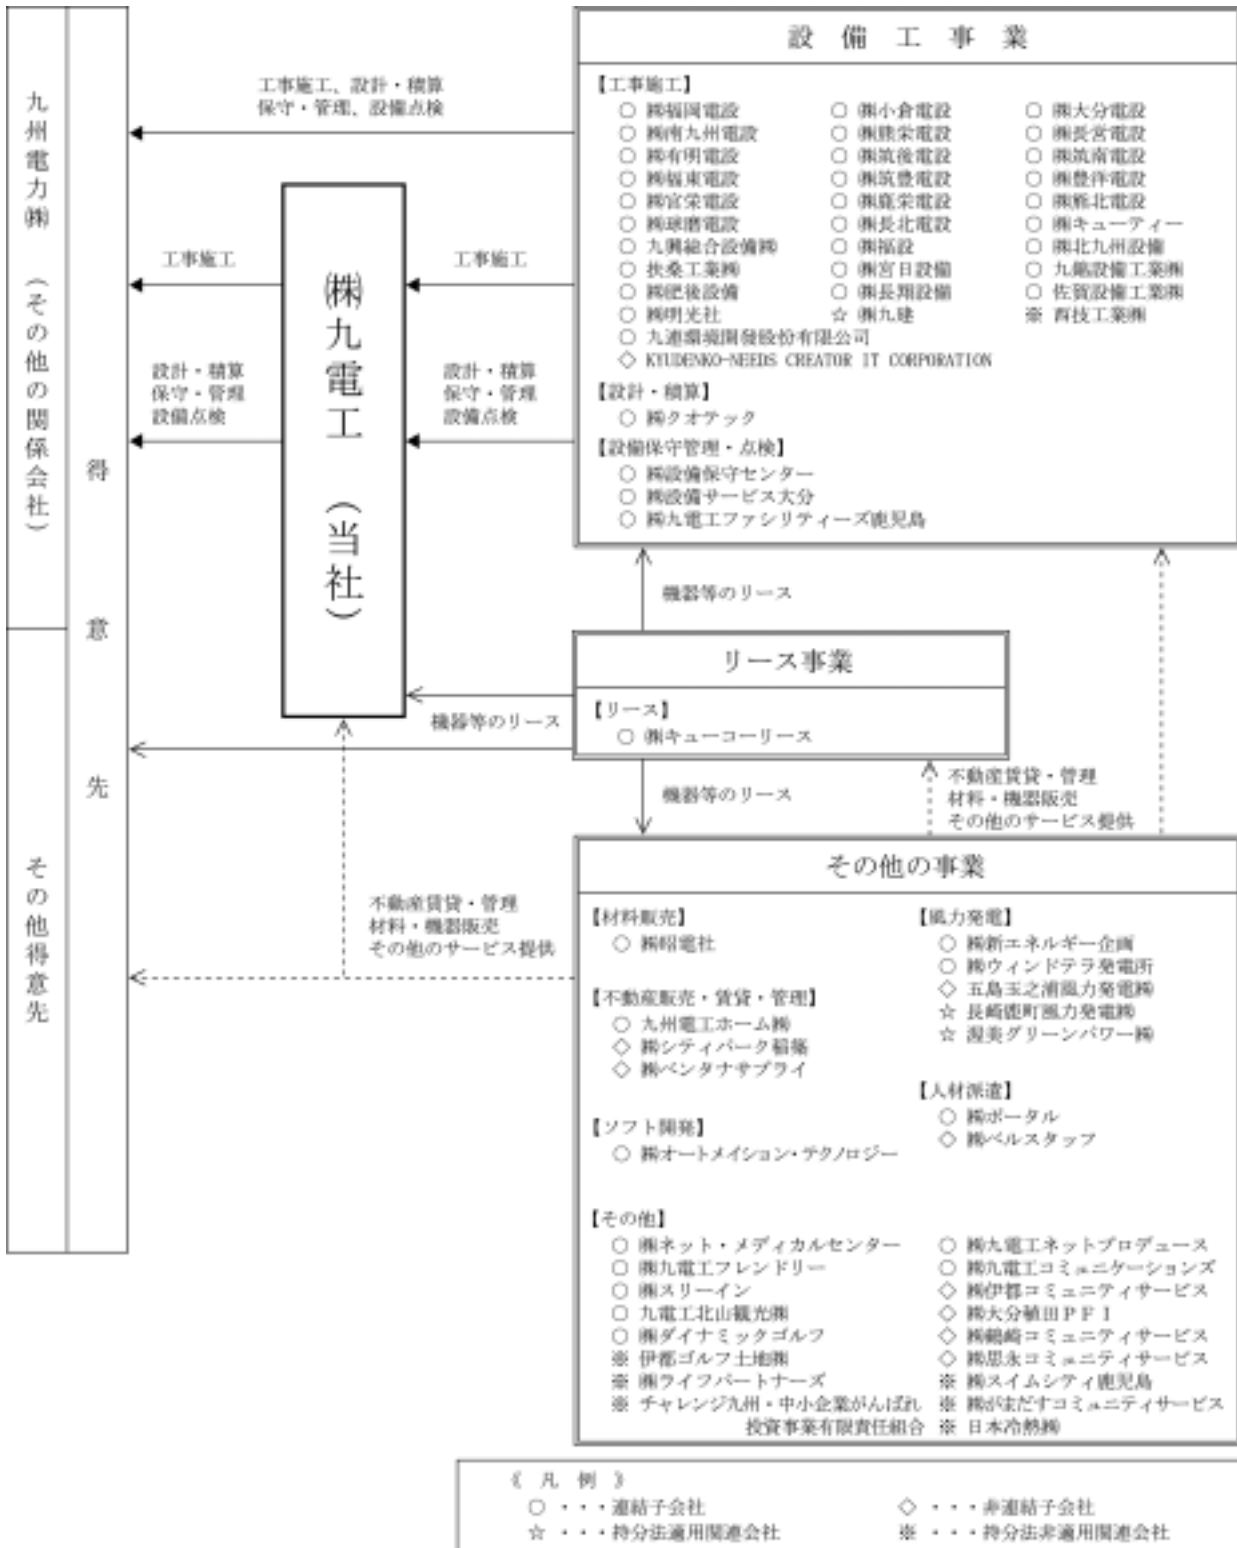 九州電力㈱（その他の関係会社）
その他得意先
得意先
㈱九電工（当社）
工事施工、設計・積算
保守・管理、設備点検
工事施工
工事施工
設計・積算
保守・管理
設備点検
設計・積算
保守・管理
設備点検
設備工事業
【工事施工】
○ ㈱福岡電設 ○ ㈱小倉電設 ○ ㈱大分電設
○ ㈱南九州電設 ○ ㈱熊栄電設 ○ ㈱長営電設
○ ㈱有明電設 ○ ㈱筑後電設 ○ ㈱筑南電設
○ ㈱福東電設 ○ ㈱筑豊電設 ○ ㈱豊洋電設
○ ㈱宮栄電設 ○ ㈱鹿栄電設 ○ ㈱熊北電設
○ ㈱球磨電設 ○ ㈱長北電設 ○ ㈱キューティー
○ 九興総合設備㈱ ○ ㈱福設 ○ ㈱北九州設備
○ 扶桑工業㈱ ○ ㈱宮日設備 ○ 九鉄設備工業㈱
○ ㈱肥後設備 ○ ㈱長翔設備 ○ 佐賀設備工業㈱
○ ㈱明光社 ☆ ㈱九建 ※ 西技工業㈱
○ 九連環境開發股份有限公司
◇ KYUDENKO-NEEDS CREATOR IT CORPORATION
【設計・積算】
○ ㈱クオテック
【設備保守管理・点検】
○ ㈱設備保守センター
○ ㈱設備サービス大分
○ ㈱九電工ファシリティーズ鹿児島
機器等のリース
リース事業
【リース】
○ ㈱キューコーリース
機器等のリース
機器等のリース
不動産賃貸・管理
材料・機器販売
その他のサービス提供
不動産賃貸・管理
材料・機器販売
その他のサービス提供
その他の事業
【材料販売】
○ ㈱昭電社
【不動産販売・賃貸・管理】
○ 九州電工ホーム㈱
◇ ㈱シティパーク稲築
◇ ㈱ベンタナサプライ
【ソフト開発】
○ ㈱オートメイション・テクノロジー
【風力発電】
○ ㈱新エネルギー企画
○ ㈱ウィンドテラ発電所
◇ 五島玉之浦風力発電㈱
☆ 長崎鹿町風力発電㈱
☆ 渥美グリーンパワー㈱
【人材派遣】
○ ㈱ポータル
◇ ㈱ベルスタッフ
【その他】
○ ㈱ネット・メディカルセンター ○ ㈱九電工ネットプロデュース
○ ㈱九電工フレンドリー ○ ㈱九電工コミュニケーションズ
○ ㈱スリーイン ◇ ㈱伊都コミュニティサービス
○ 九電工北山観光㈱ ◇ ㈱大分植田ＰＦＩ
○ ㈱ダイナミックゴルフ ◇ ㈱鶴崎コミュニティサービス
※ 伊都ゴルフ土地㈱ ◇ ㈱思永コミュニティサービス
※ ㈱ライフパートナーズ ※ ㈱スイムシティ鹿児島
※ チャレンジ九州・中小企業がんばれ ※ ㈱がまだすコミュニティサービス
投資事業有限責任組合 ※ 日本冷熱㈱
《 凡 例 》
○ ・・・連結子会社 ◇ ・・・非連結子会社
☆ ・・・持分法適用関連会社 ※ ・・・持分法非適用関連会社